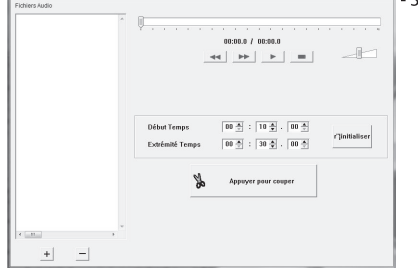 Fichiers Audio
00:00.0 / 00:00.0
Début Temps 00 : 10 . 00
Extrémité Temps 00 : 30 . 00
Initialiser
Appuyer pour couper
+ −